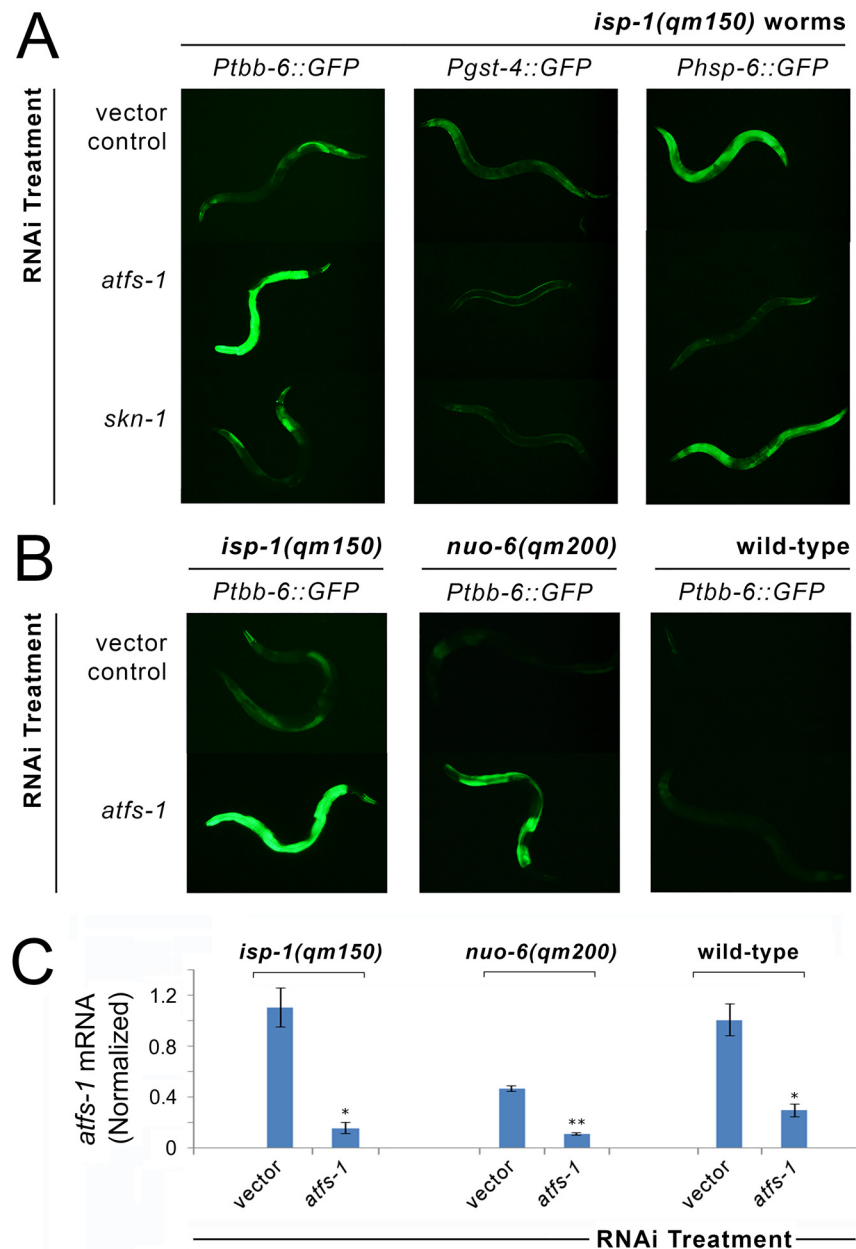 A
isp-1(qm150) worms
Ptbb-6::GFP Pgst-4::GFP Phsp-6::GFP
RNAi Treatment
vector
control
atfs-1
skn-1
B
isp-1(qm150) nuo-6(qm200) wild-type
Ptbb-6::GFP Ptbb-6::GFP Ptbb-6::GFP
RNAi Treatment
vector
control
atfs-1
C
isp-1(qm150) nuo-6(qm200) wild-type
atfs-1 mRNA
(Normalized)
1.2
0.8
0.4
0
* ** *
vector atfs-1 vector atfs-1 vector atfs-1
RNAi Treatment